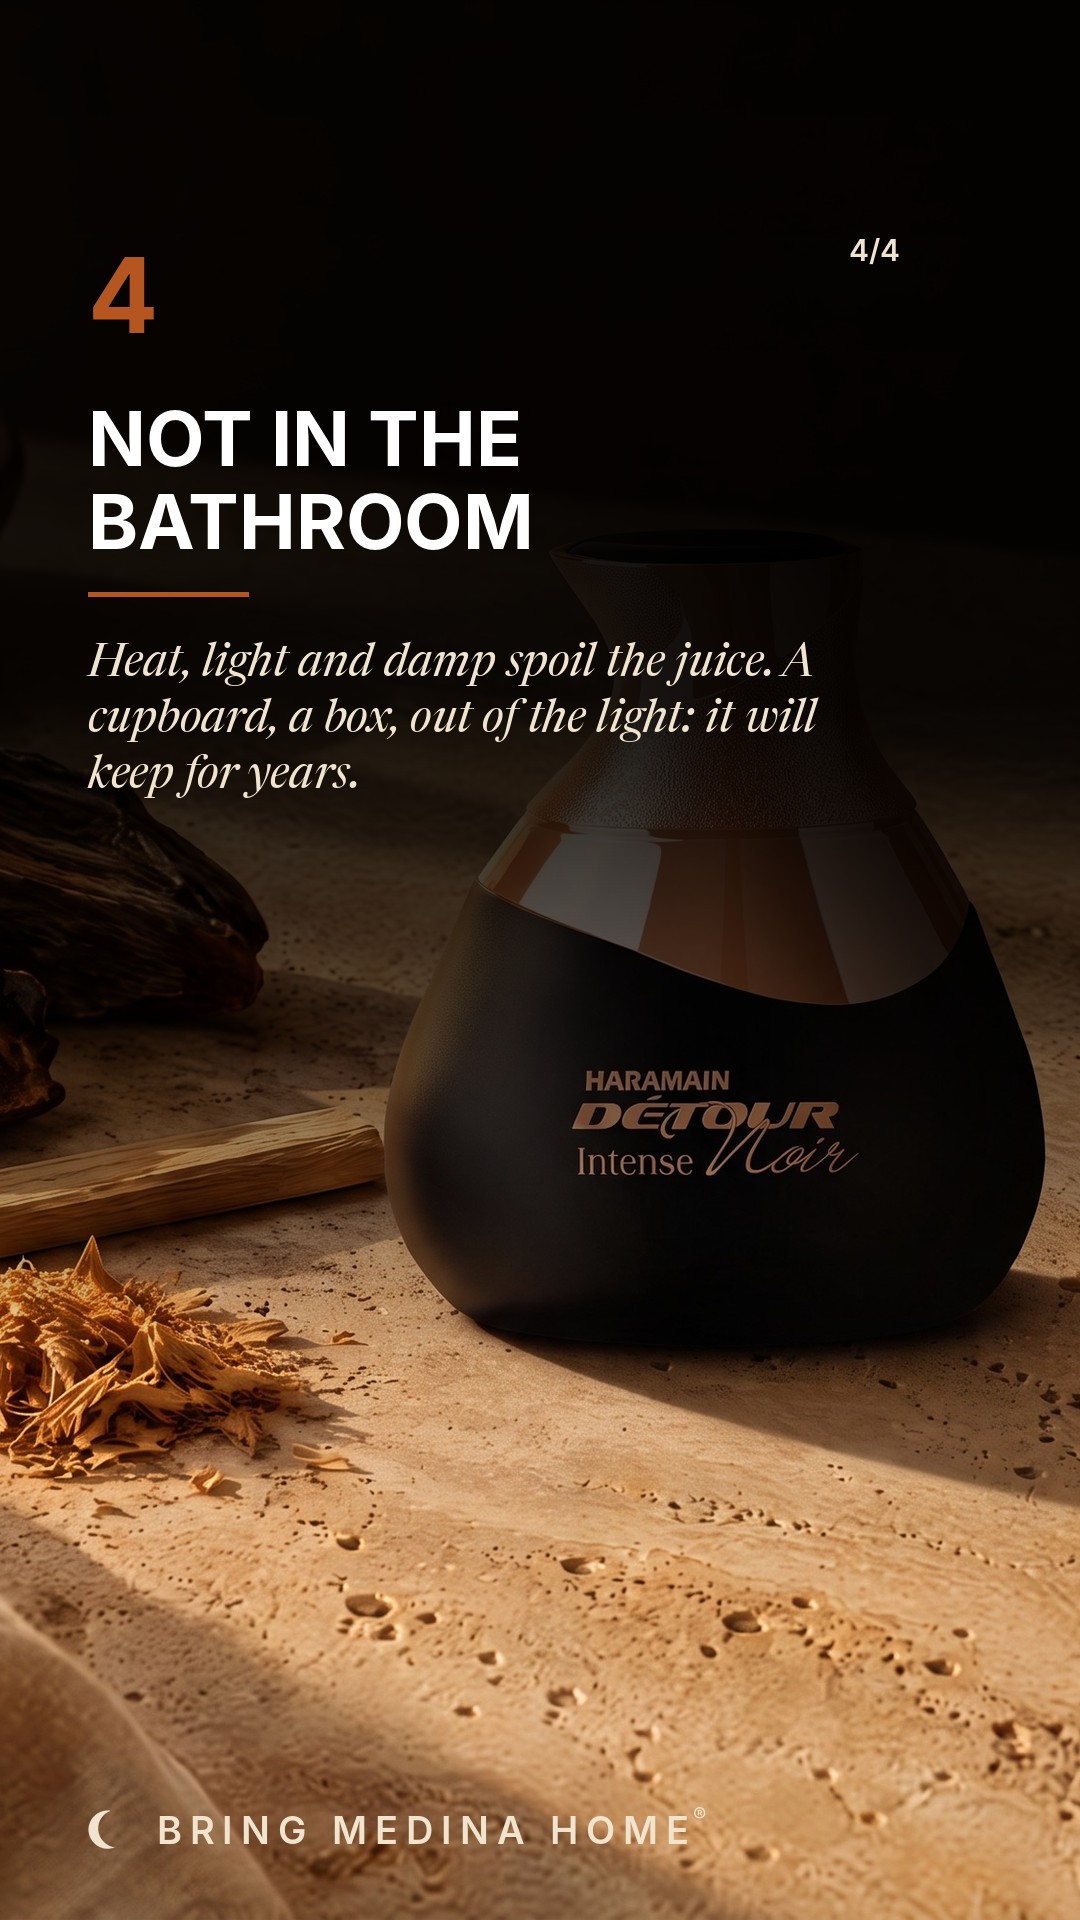 4/4
4
NOT IN THE
BATHROOM
Heat, light and damp spoil the juice. A
cupboard, a box, out of the light: it will
keep for years.
HARAMAIN
DÉTOUR
Intense Noir
BRING MEDINA HOME®